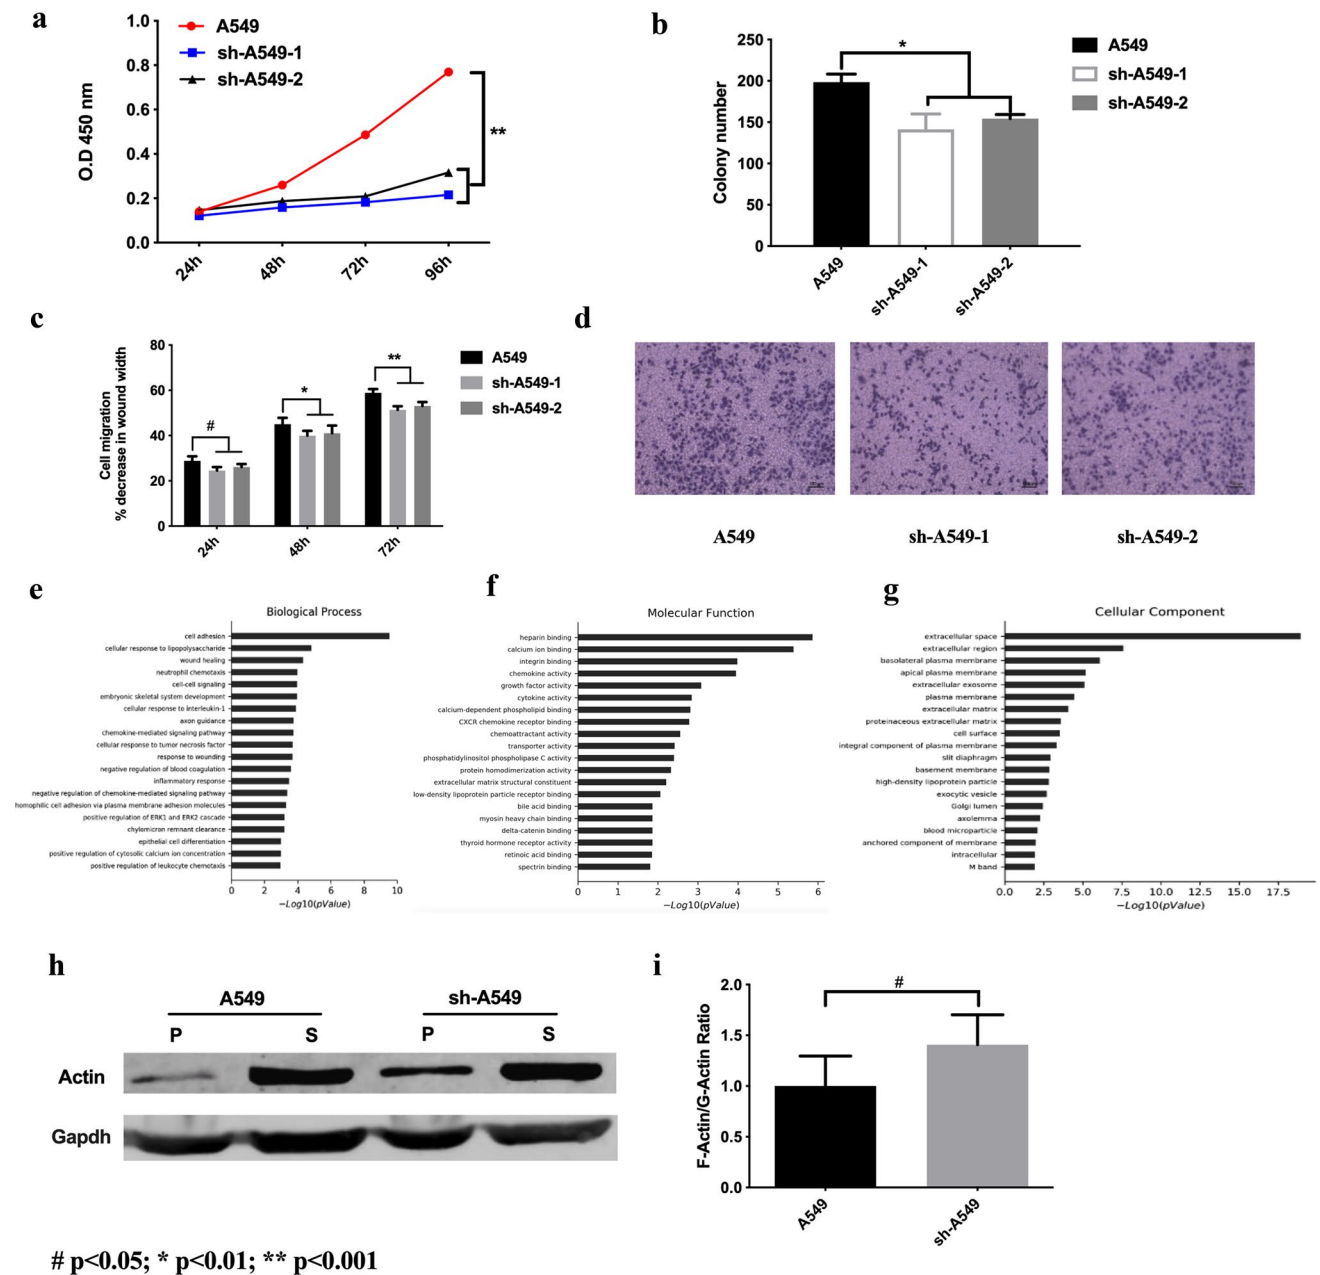 a
1.0
0.8
0.6
0.4
0.2
0.0
O.D 450 nm
A549
sh-A549-1
sh-A549-2
**
24h
48h
72h
96h
b
250
200
150
100
50
0
Colony number
*
A549
sh-A549-1
sh-A549-2
A549
sh-A549-1
sh-A549-2
c
80
60
40
20
0
Cell migration
% decrease in wound width
#
*
**
A549
sh-A549-1
sh-A549-2
24h
48h
72h
d
A549
sh-A549-1
sh-A549-2
e
Biological Process
cell adhesion
cellular response to lipopolysaccharide
wound healing
neutrophil chemotaxis
cell-cell signaling
embryonic skeletal system development
cellular response to interleukin-1
axon guidance
chemokine-mediated signaling pathway
cellular response to tumor necrosis factor
response to wounding
negative regulation of blood coagulation
inflammatory response
negative regulation of chemokine-mediated signaling pathway
homophilic cell adhesion via plasma membrane adhesion molecules
positive regulation of ERK1 and ERK2 cascade
chylomicron remnant clearance
epithelial cell differentiation
positive regulation of cytosolic calcium ion concentration
positive regulation of leukocyte chemotaxis
0 2 4 6 8 10
−Log10(pValue)
f
Molecular Function
heparin binding
calcium ion binding
integrin binding
chemokine activity
growth factor activity
cytokine activity
calcium-dependent phospholipid binding
CXCR chemokine receptor binding
chemoattractant activity
transporter activity
phosphatidylinositol phospholipase C activity
protein homodimerization activity
extracellular matrix structural constituent
low-density lipoprotein particle receptor binding
bile acid binding
myosin heavy chain binding
delta-catenin binding
thyroid hormone receptor activity
retinoic acid binding
spectrin binding
0 1 2 3 4 5 6
−Log10(pValue)
g
Cellular Component
extracellular space
extracellular region
basolateral plasma membrane
apical plasma membrane
extracellular exosome
plasma membrane
extracellular matrix
proteinaceous extracellular matrix
cell surface
integral component of plasma membrane
slit diaphragm
basement membrane
high-density lipoprotein particle
exocytic vesicle
Golgi lumen
axolemma
blood microparticle
anchored component of membrane
intracellular
M band
0.0 2.5 5.0 7.5 10.0 12.5 15.0 17.5
−Log10(pValue)
h
A549
sh-A549
P S P S
Actin
Gapdh
i
2.0
1.5
1.0
0.5
0.0
F-Actin/G-Actin Ratio
#
A549
sh-A549
# p<0.05; * p<0.01; ** p<0.001